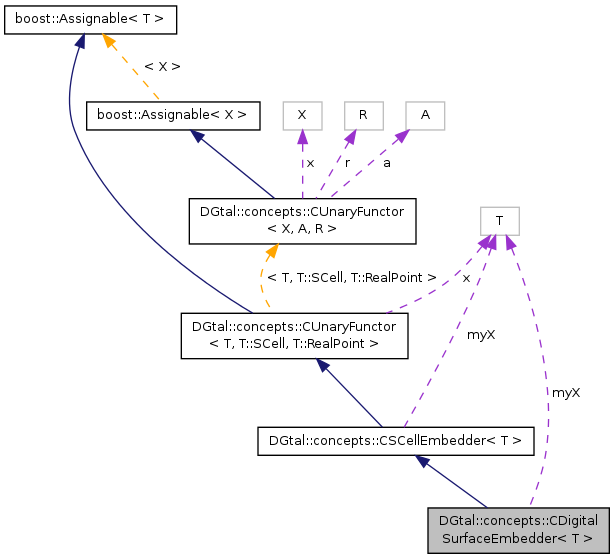 boost::Assignable< T >
< X >
boost::Assignable< X >
X
R
A
x
r
a
DGtal::concepts::CUnaryFunctor
< X, A, R >
T
< T, T::SCell, T::RealPoint >
x
DGtal::concepts::CUnaryFunctor
< T, T::SCell, T::RealPoint >
myX
myX
DGtal::concepts::CSCellEmbedder< T >
DGtal::concepts::CDigital
SurfaceEmbedder< T >